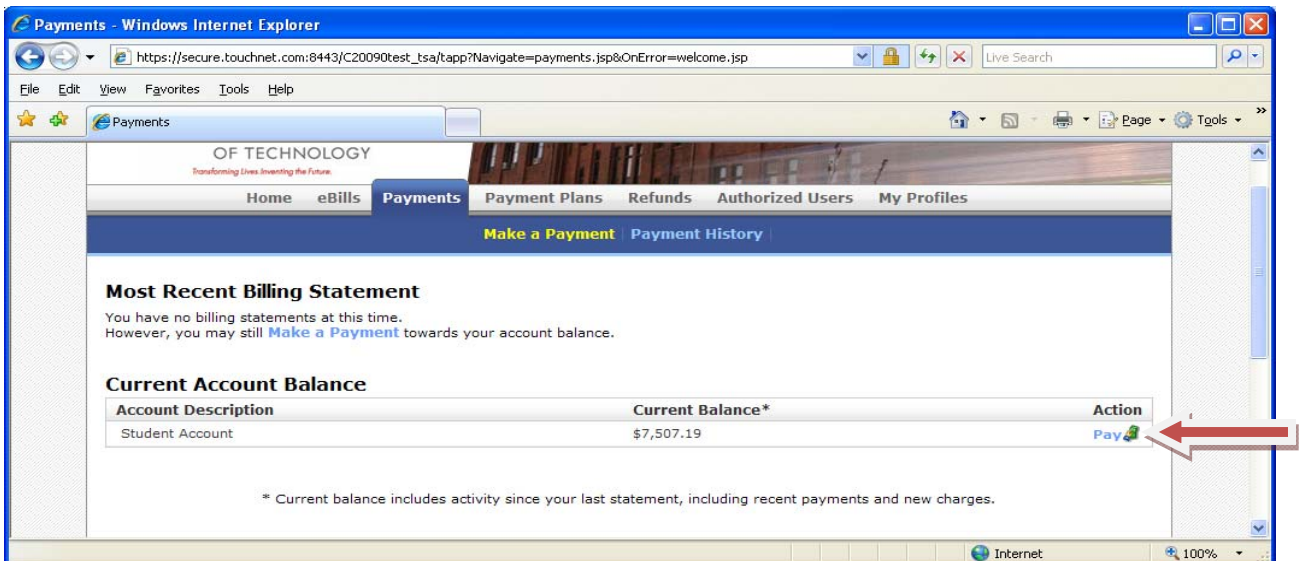 Payments - Windows Internet Explorer
https://secure.touchnet.com:8443/C20090test_tsa/tapp?Navigate=payments.jsp&OnError=welcome.jsp
Live Search
File Edit View Favorites Tools Help
Payments
Page Tools »
OF TECHNOLOGY
Transforming Lives. Inventing the Future.
Home eBills Payments Payment Plans Refunds Authorized Users My Profiles
Make a Payment | Payment History |
Most Recent Billing Statement
You have no billing statements at this time.
However, you may still Make a Payment towards your account balance.
Current Account Balance
Account Description Current Balance* Action
Student Account $7,507.19 Pay
* Current balance includes activity since your last statement, including recent payments and new charges.
Internet 100%